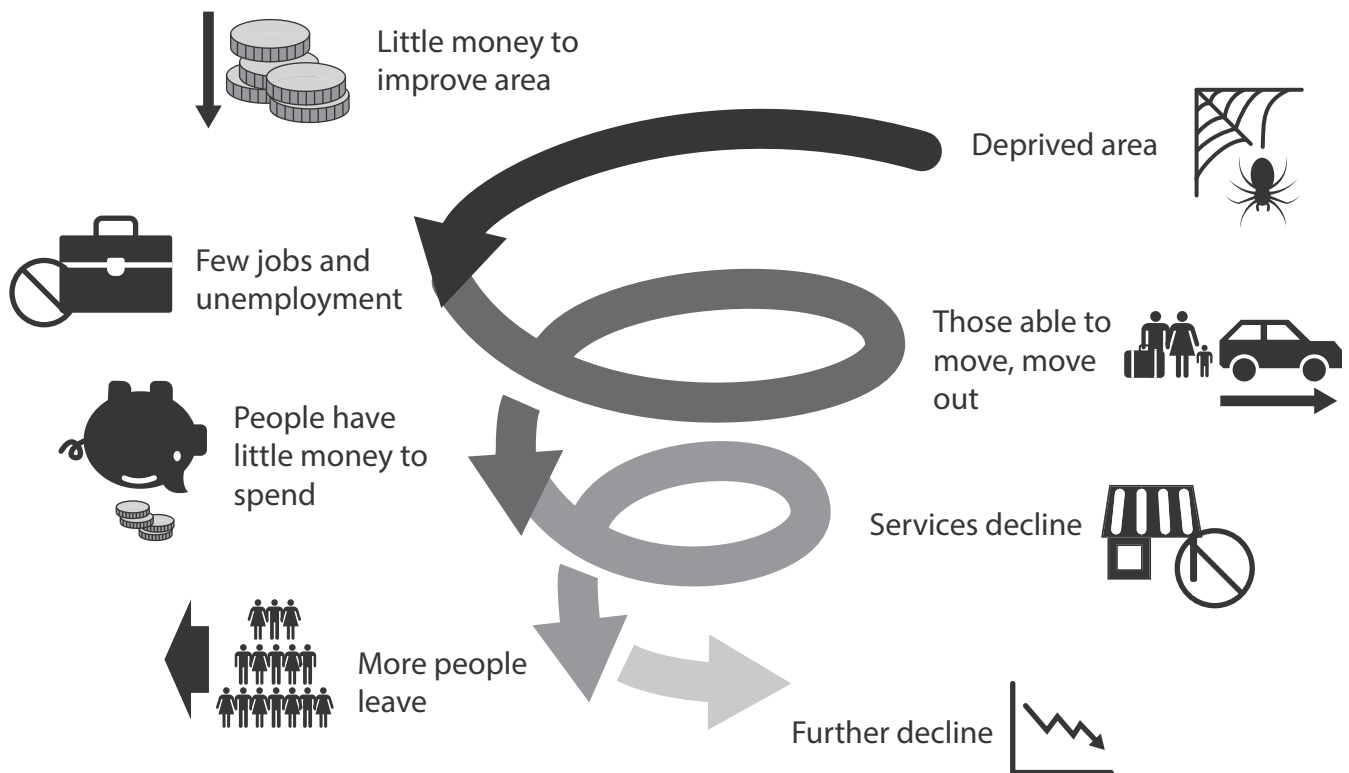 Little money to
improve area
Deprived area
Few jobs and
unemployment
Those able to
move, move
out
People have
little money to
spend
Services decline
More people
leave
Further decline